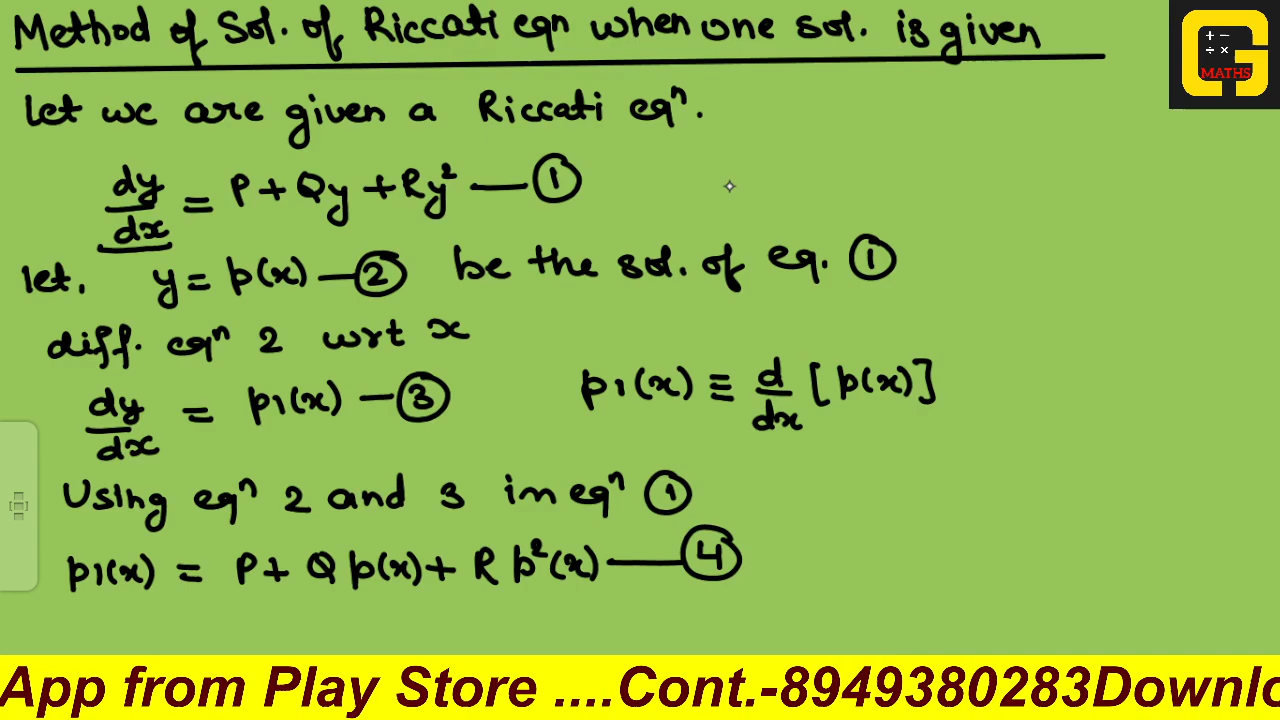 Method of Sol. of Riccati eqn when one sol. is given
+ −
÷ ×
MATHS
let we are given a Riccati eqⁿ.
dy/dx = P + Qy + Ry² — ①
let. y = p(x) — ② be the sol. of eq. ①
diff. eqⁿ 2 wrt x
dy/dx = p1(x) — ③ p1(x) ≡ d/dx [p(x)]
Using eqⁿ 2 and 3 in eqⁿ ①
p1(x) = P + Q p(x) + R p²(x) — ④
App from Play Store ....Cont.-8949380283Downlo